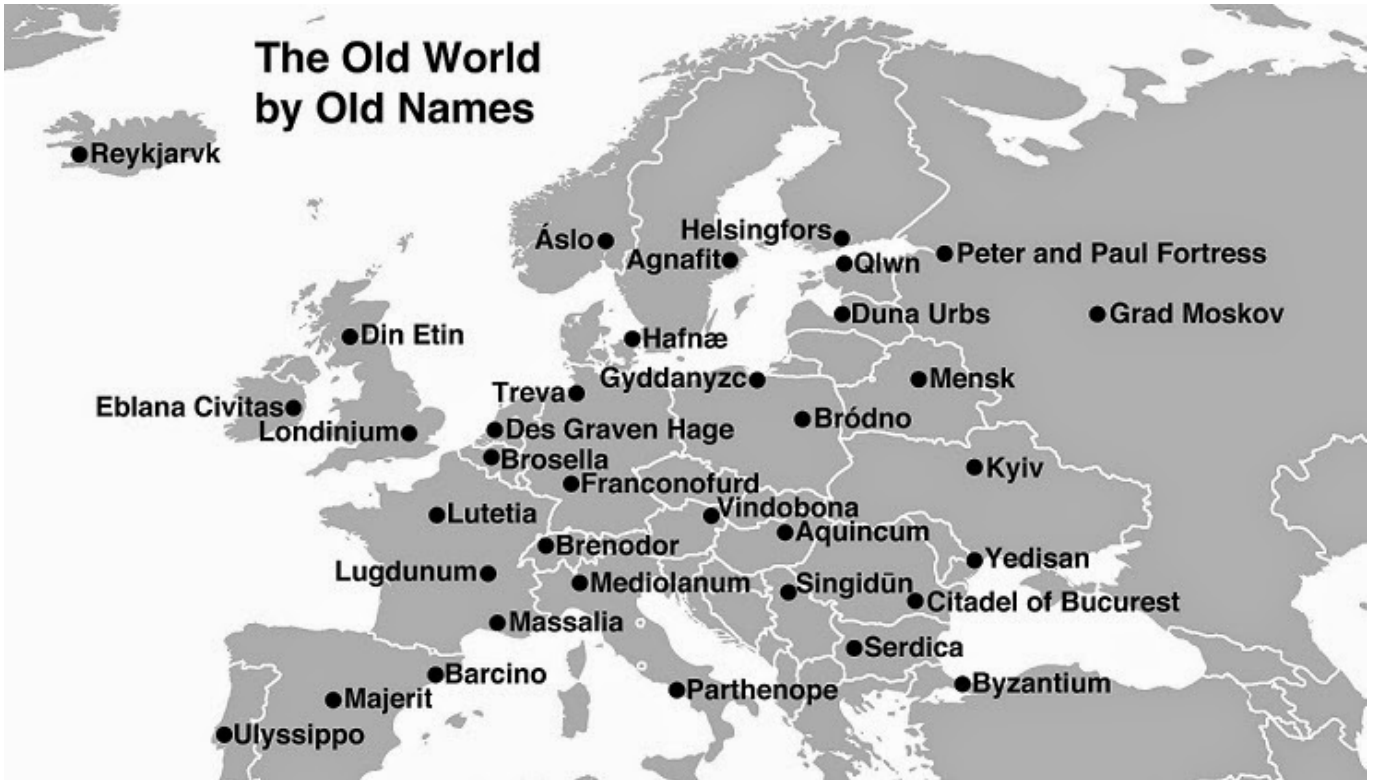 The Old World
by Old Names
Reykjarvk
Áslo
Helsingfors
Agnafit
Qlwn
Peter and Paul Fortress
Duna Urbs
Grad Moskov
Din Etin
Hafnæ
Gyddanyzc
Mensk
Treva
Eblana Civitas
Londinium
Des Graven Hage
Bródno
Brosella
Kyiv
Franconofurd
Lutetia
Vindobona
Aquincum
Brenodor
Yedisan
Lugdunum
Mediolanum
Singidūn
Citadel of Bucurest
Massalia
Serdica
Barcino
Majerit
Parthenope
Byzantium
Ulyssippo